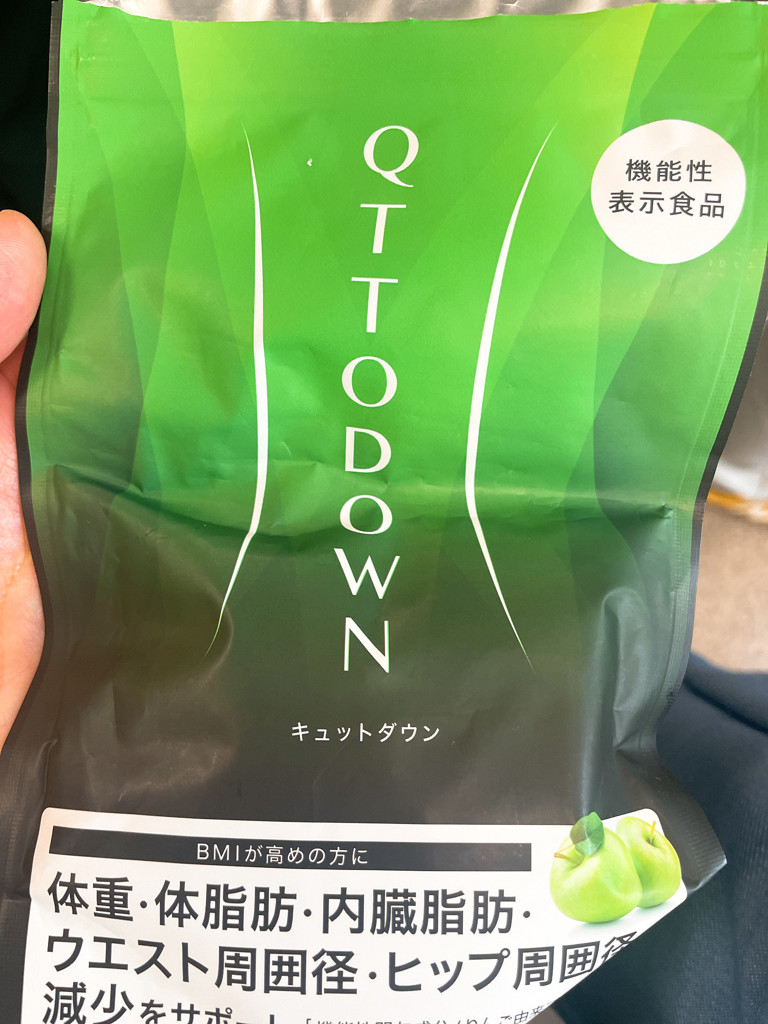 QTTODOWN
機能性
表示食品
キュットダウン
BMIが高めの方に
体重・体脂肪・内臓脂肪・
ウエスト周囲径・ヒップ周囲径
減少をサポート